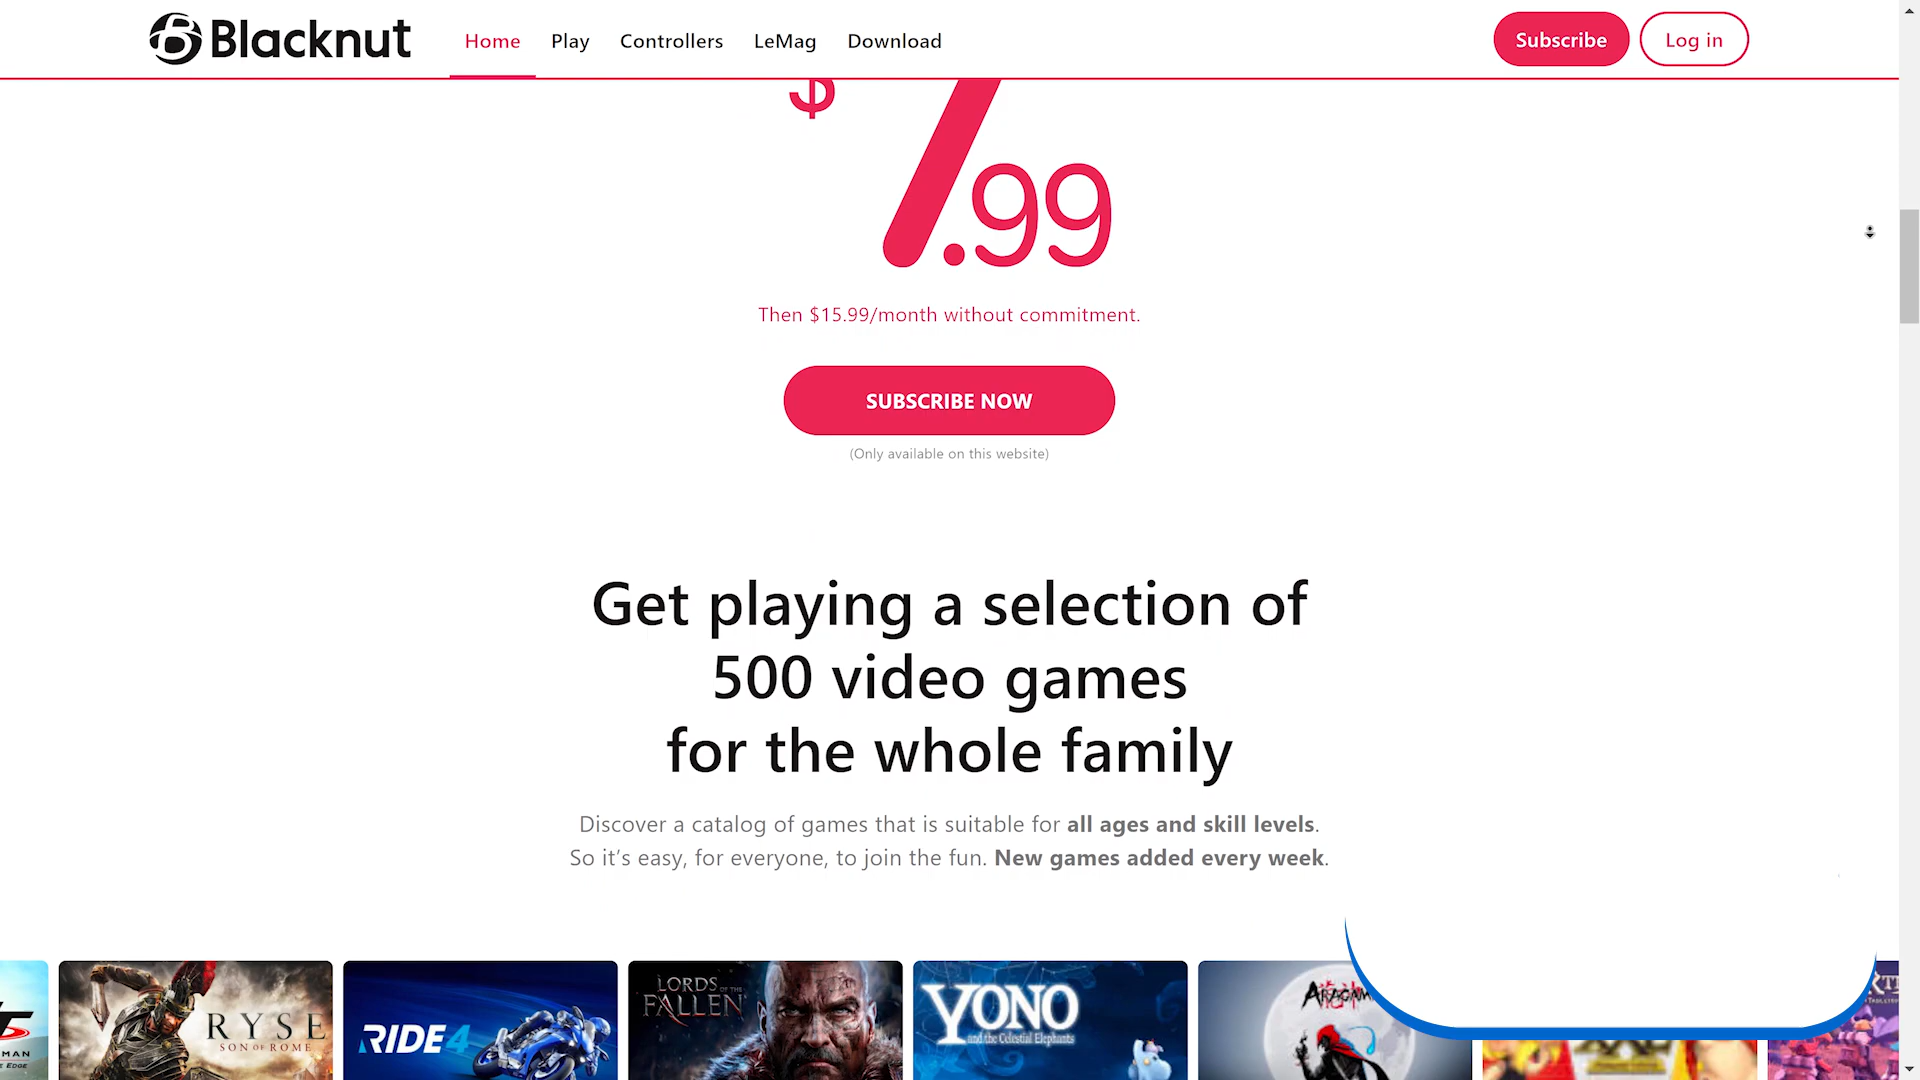 Blacknut
Home
Play
Controllers
LeMag
Download
Subscribe
Log in
$7.99
Then $15.99/month without commitment.
SUBSCRIBE NOW
(Only available on this website)
Get playing a selection of
500 video games
for the whole family
Discover a catalog of games that is suitable for all ages and skill levels.
So it's easy, for everyone, to join the fun. New games added every week.
RYSE
SON OF ROME
RIDE 4
LORDS OF THE
FALLEN
YONO
and the Celestial Elephants